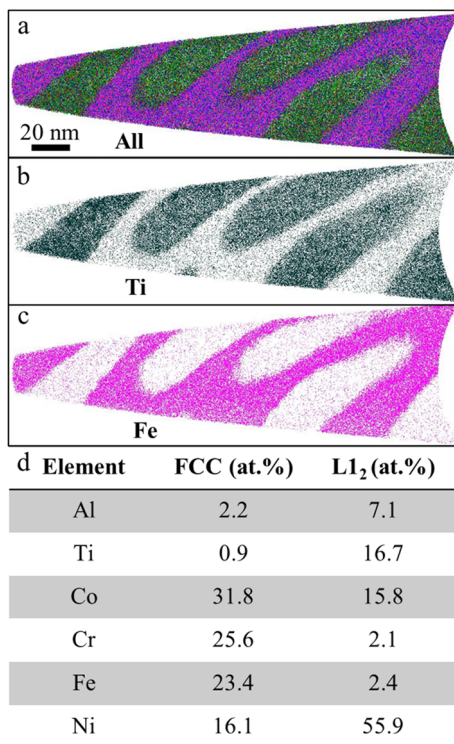 a
20 nm
All
b
Ti
c
Fe
d Element FCC (at.%) L1₂ (at.%)
Al 2.2 7.1
Ti 0.9 16.7
Co 31.8 15.8
Cr 25.6 2.1
Fe 23.4 2.4
Ni 16.1 55.9